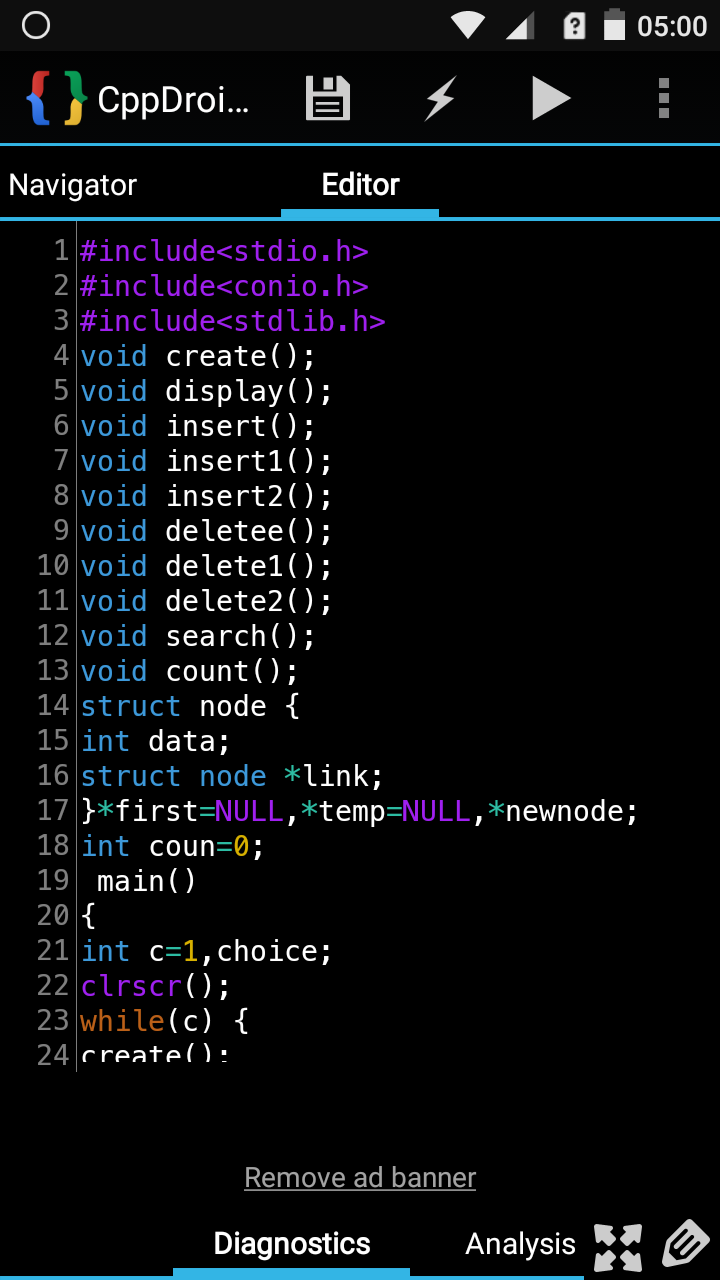 05:00
CppDroi...
Navigator Editor
1 #include<stdio.h>
2 #include<conio.h>
3 #include<stdlib.h>
4 void create();
5 void display();
6 void insert();
7 void insert1();
8 void insert2();
9 void deletee();
10 void delete1();
11 void delete2();
12 void search();
13 void count();
14 struct node {
15 int data;
16 struct node *link;
17 }*first=NULL,*temp=NULL,*newnode;
18 int coun=0;
19  main()
20 {
21 int c=1,choice;
22 clrscr();
23 while(c) {
24 create();
Remove ad banner
Diagnostics Analysis